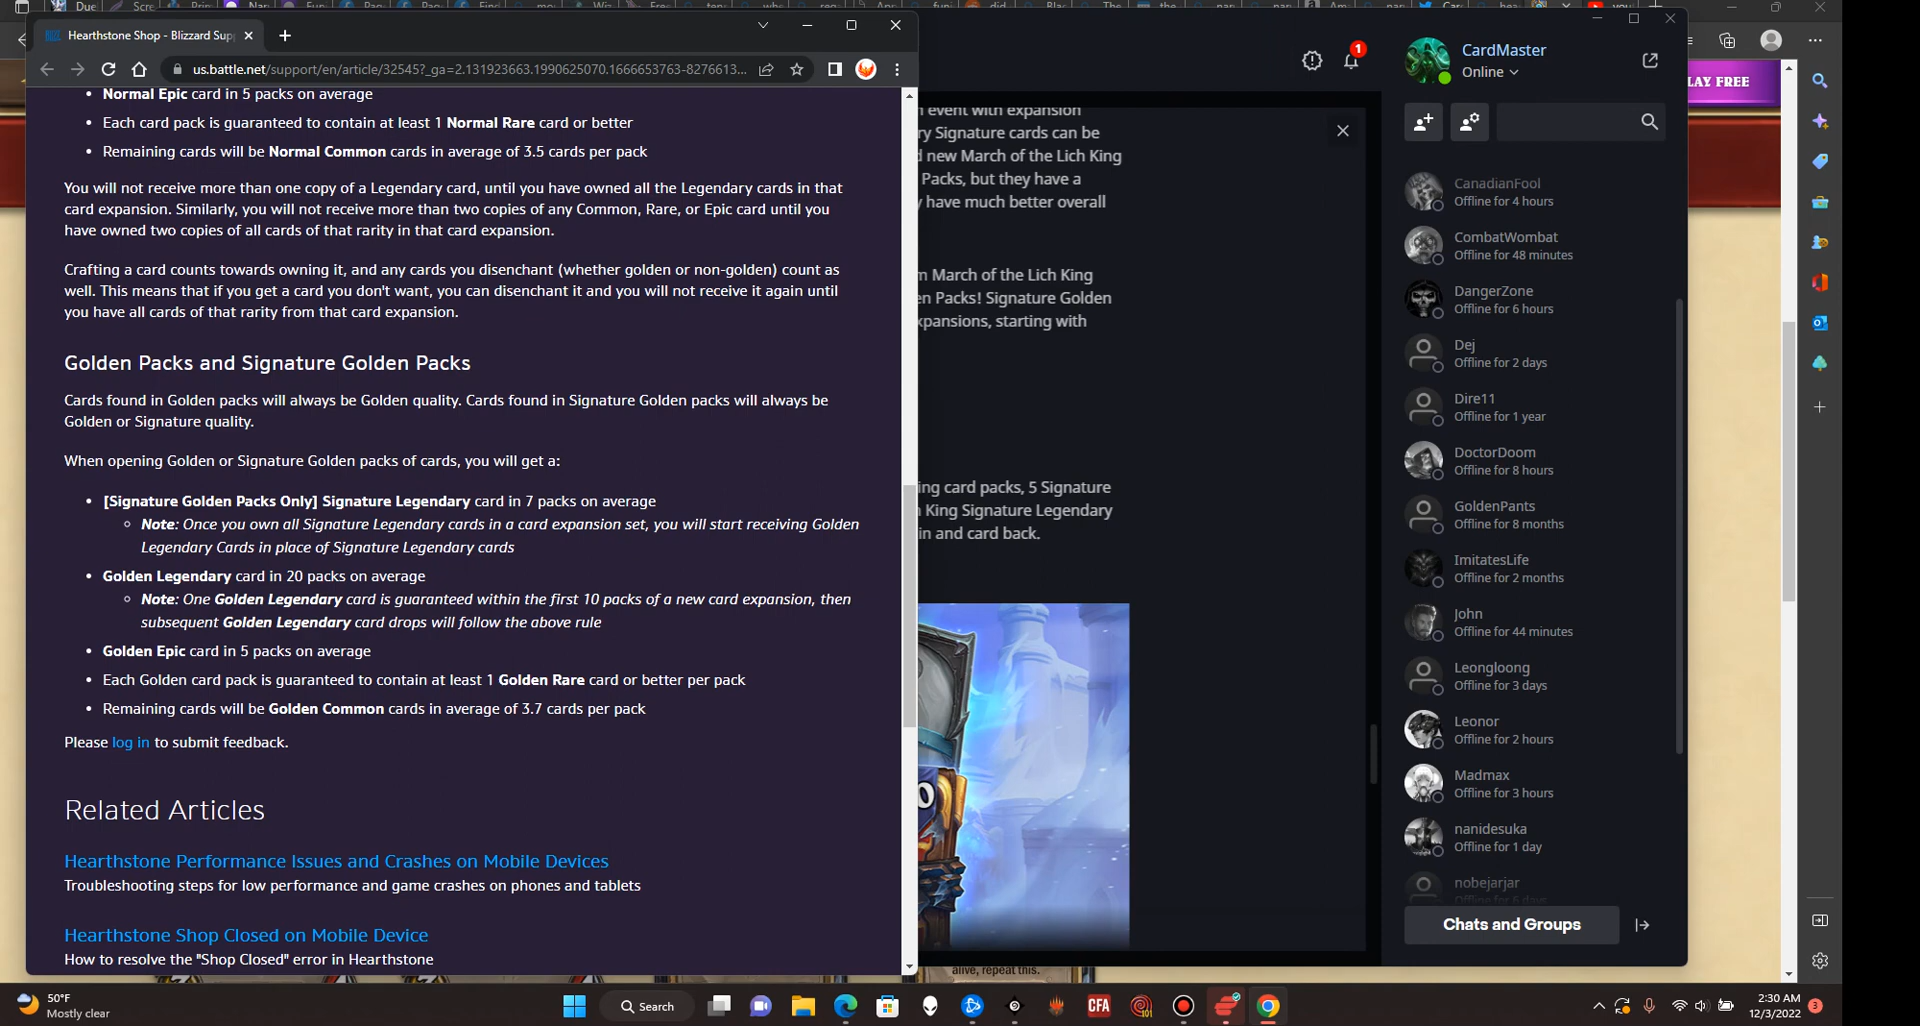 Hearthstone Shop - Blizzard Sup
us.battle.net/support/en/article/32545?_ga=2.131923663.1990625070.1666653763-8276613...
Normal Epic card in 5 packs on average
Each card pack is guaranteed to contain at least 1 Normal Rare card or better
Remaining cards will be Normal Common cards in average of 3.5 cards per pack
You will not receive more than one copy of a Legendary card, until you have owned all the Legendary cards in that
card expansion. Similarly, you will not receive more than two copies of any Common, Rare, or Epic card until you
have owned two copies of all cards of that rarity in that card expansion.
Crafting a card counts towards owning it, and any cards you disenchant (whether golden or non-golden) count as
well. This means that if you get a card you don't want, you can disenchant it and you will not receive it again until
you have all cards of that rarity from that card expansion.
Golden Packs and Signature Golden Packs
Cards found in Golden packs will always be Golden quality. Cards found in Signature Golden packs will always be
Golden or Signature quality.
When opening Golden or Signature Golden packs of cards, you will get a:
[Signature Golden Packs Only] Signature Legendary card in 7 packs on average
Note: Once you own all Signature Legendary cards in a card expansion set, you will start receiving Golden
Legendary Cards in place of Signature Legendary cards
Golden Legendary card in 20 packs on average
Note: One Golden Legendary card is guaranteed within the first 10 packs of a new card expansion, then
subsequent Golden Legendary card drops will follow the above rule
Golden Epic card in 5 packs on average
Each Golden card pack is guaranteed to contain at least 1 Golden Rare card or better per pack
Remaining cards will be Golden Common cards in average of 3.7 cards per pack
Please log in to submit feedback.
Related Articles
Hearthstone Performance Issues and Crashes on Mobile Devices
Troubleshooting steps for low performance and game crashes on phones and tablets
Hearthstone Shop Closed on Mobile Device
How to resolve the "Shop Closed" error in Hearthstone
event with expansion
ry Signature cards can be
d new March of the Lich King
Packs, but they have a
y have much better overall
m March of the Lich King
en Packs! Signature Golden
xpansions, starting with
ing card packs, 5 Signature
King Signature Legendary
in and card back.
alive, repeat this.
1
CardMaster
Online
CanadianFool
Offline for 4 hours
CombatWombat
Offline for 48 minutes
DangerZone
Offline for 6 hours
Dej
Offline for 2 days
Dire11
Offline for 1 year
DoctorDoom
Offline for 8 hours
GoldenPants
Offline for 8 months
ImitatesLife
Offline for 2 months
John
Offline for 44 minutes
Leongloong
Offline for 3 days
Leonor
Offline for 2 hours
Madmax
Offline for 3 hours
nanidesuka
Offline for 1 day
nobejarjar
Offline for 6 days
Chats and Groups
LAY FREE
50°F
Mostly clear
Search
CFA
101
2:30 AM
12/3/2022
3